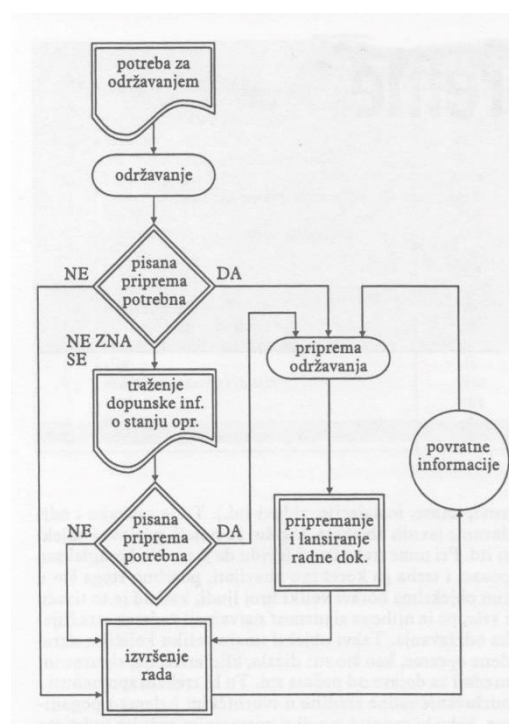 potreba za
održavanjem
održavanje
NE
pisana
priprema
potrebna
DA
NE ZNA
SE
priprema
održavanja
traženje
dopunske inf.
o stanju opr.
povratne
informacije
NE
pisana
priprema
potrebna
DA
pripremanje
i lansiranje
radne dok.
izvršenje
rada